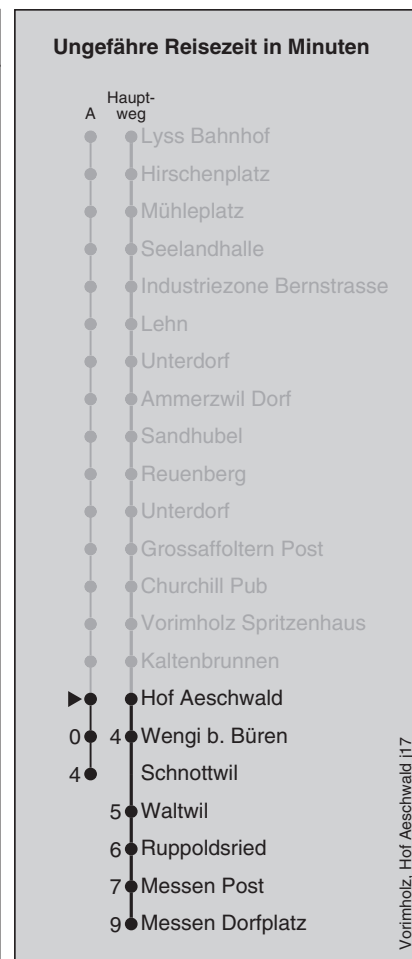 Ungefähre Reisezeit in Minuten
Haupt-
A weg
Lyss Bahnhof
Hirschenplatz
Mühleplatz
Seelandhalle
Industriezone Bernstrasse
Lehn
Unterdorf
Ammerzwil Dorf
Sandhubel
Reuenberg
Unterdorf
Grossaffoltern Post
Churchill Pub
Vorimholz Spritzenhaus
Kaltenbrunnen
Hof Aeschwald
0 4 Wengi b. Büren
4 Schnottwil
5 Waltwil
6 Ruppoldsried
7 Messen Post
9 Messen Dorfplatz
Vorimholz, Hof Aeschwald j17